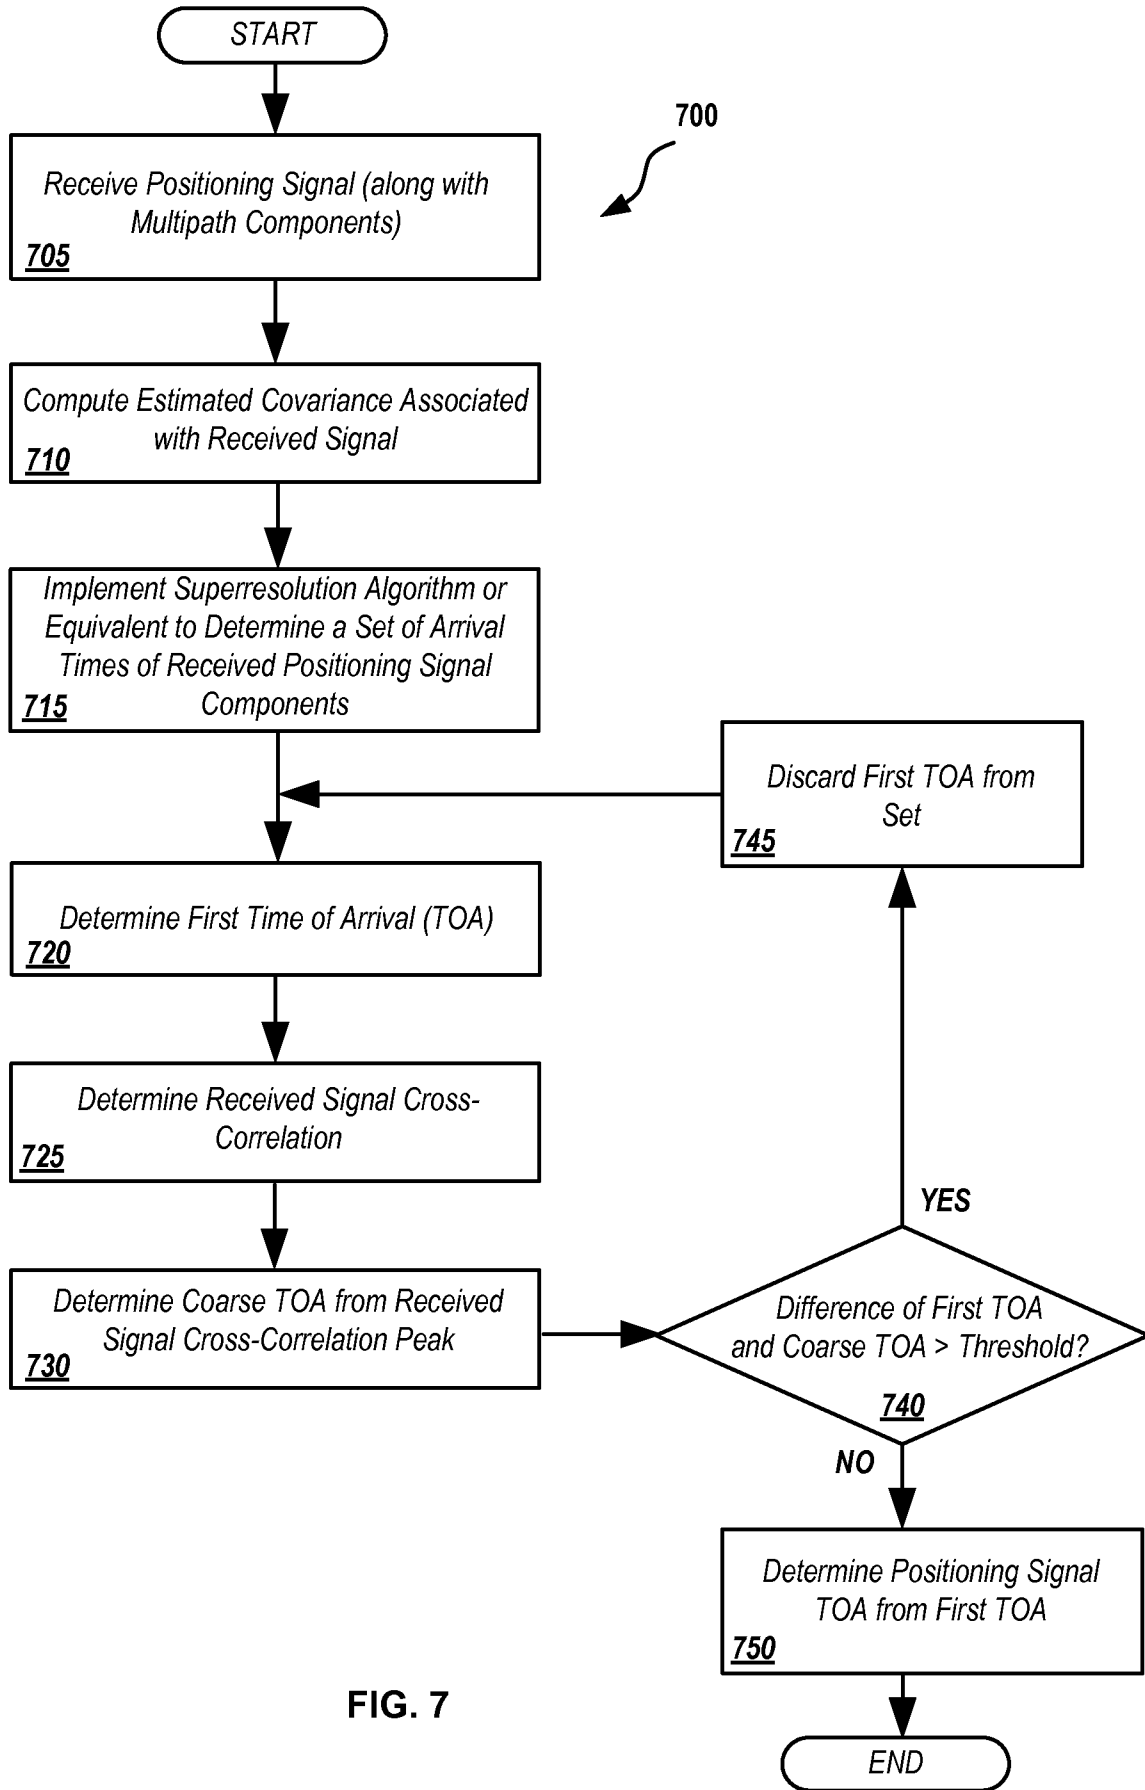 START
700
Receive Positioning Signal (along with
Multipath Components)
705
Compute Estimated Covariance Associated
with Received Signal
710
Implement Superresolution Algorithm or
Equivalent to Determine a Set of Arrival
Times of Received Positioning Signal
Components
715
Discard First TOA from
Set
745
Determine First Time of Arrival (TOA)
720
Determine Received Signal Cross-
Correlation
725
YES
Determine Coarse TOA from Received
Signal Cross-Correlation Peak
730
Difference of First TOA
and Coarse TOA > Threshold?
740
NO
Determine Positioning Signal
TOA from First TOA
750
FIG. 7
END